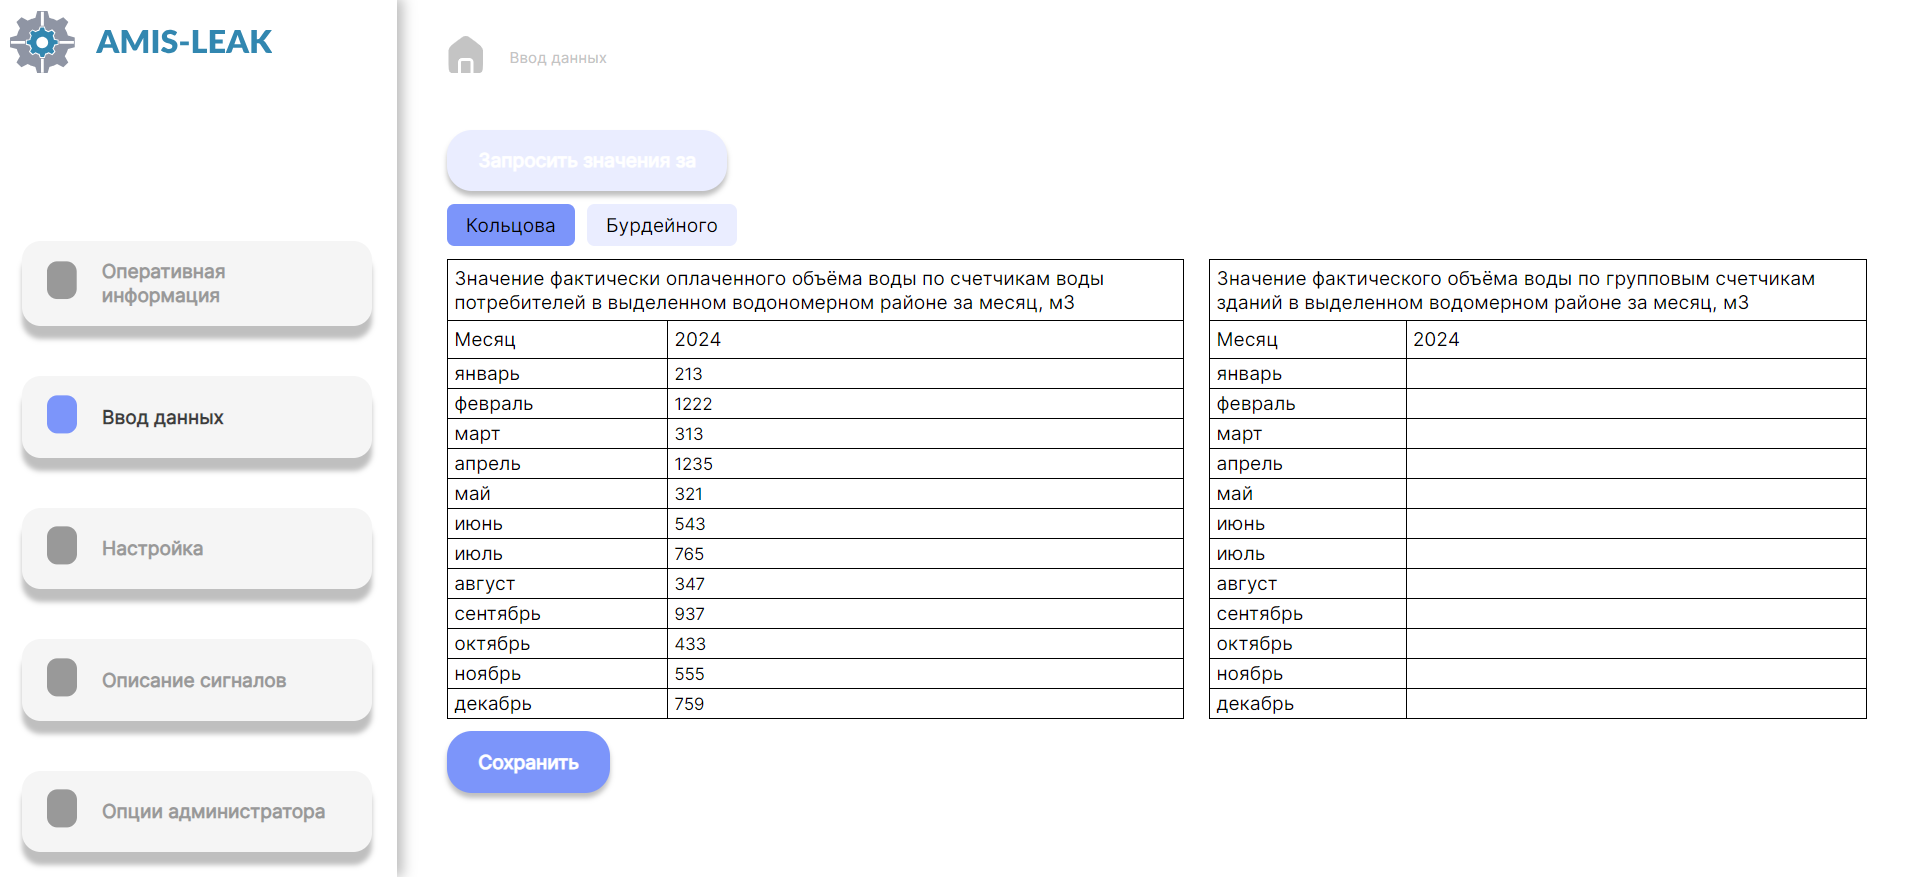 AMIS-LEAK
Оперативная
информация
Ввод данных
Настройка
Описание сигналов
Опции администратора
Ввод данных
Запросить значения за
Кольцова
Бурдейного
Значение фактически оплаченного объёма воды по счетчикам воды
потребителей в выделенном водономерном районе за месяц, м3
Месяц 2024
январь 213
февраль 1222
март 313
апрель 1235
май 321
июнь 543
июль 765
август 347
сентябрь 937
октябрь 433
ноябрь 555
декабрь 759
Значение фактического объёма воды по групповым счетчикам
зданий в выделенном водомерном районе за месяц, м3
Месяц 2024
январь
февраль
март
апрель
май
июнь
июль
август
сентябрь
октябрь
ноябрь
декабрь
Сохранить